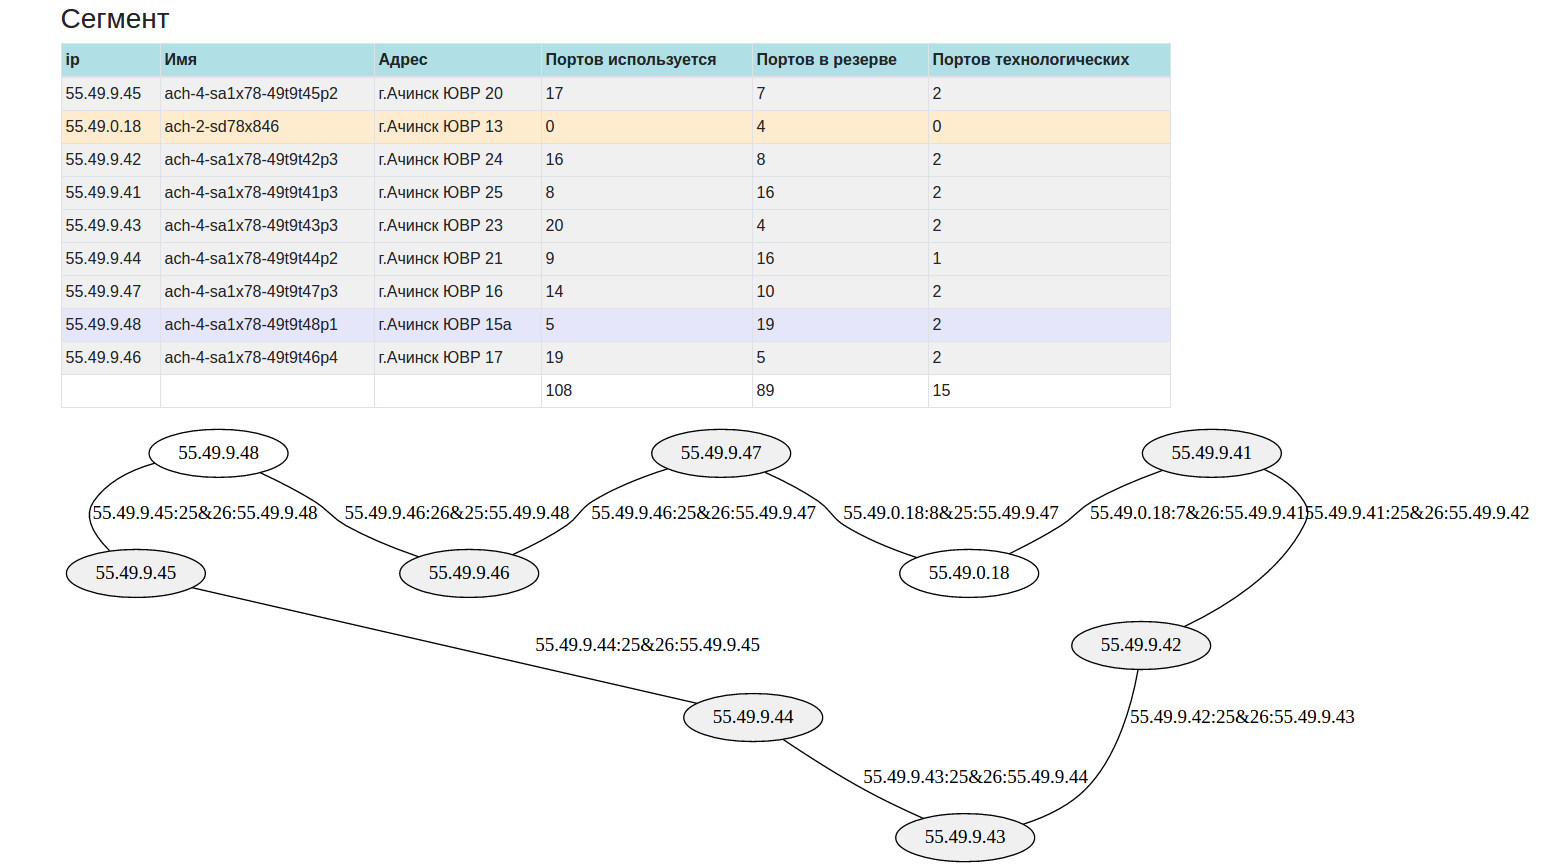 Сегмент
ip Имя Адрес Портов используется Портов в резерве Портов технологических
55.49.9.45 ach-4-sa1x78-49t9t45p2 г.Ачинск ЮВР 20 17 7 2
55.49.0.18 ach-2-sd78x846 г.Ачинск ЮВР 13 0 4 0
55.49.9.42 ach-4-sa1x78-49t9t42p3 г.Ачинск ЮВР 24 16 8 2
55.49.9.41 ach-4-sa1x78-49t9t41p3 г.Ачинск ЮВР 25 8 16 2
55.49.9.43 ach-4-sa1x78-49t9t43p3 г.Ачинск ЮВР 23 20 4 2
55.49.9.44 ach-4-sa1x78-49t9t44p2 г.Ачинск ЮВР 21 9 16 1
55.49.9.47 ach-4-sa1x78-49t9t47p3 г.Ачинск ЮВР 16 14 10 2
55.49.9.48 ach-4-sa1x78-49t9t48p1 г.Ачинск ЮВР 15а 5 19 2
55.49.9.46 ach-4-sa1x78-49t9t46p4 г.Ачинск ЮВР 17 19 5 2
108 89 15
55.49.9.48 55.49.9.47 55.49.9.41
55.49.9.45:25&26:55.49.9.48 55.49.9.46:26&25:55.49.9.48 55.49.9.46:25&26:55.49.9.47 55.49.0.18:8&25:55.49.9.47 55.49.0.18:7&26:55.49.9.41 55.49.9.41:25&26:55.49.9.42
55.49.9.45 55.49.9.46 55.49.0.18
55.49.9.44:25&26:55.49.9.45 55.49.9.42
55.49.9.44 55.49.9.42:25&26:55.49.9.43
55.49.9.43:25&26:55.49.9.44
55.49.9.43